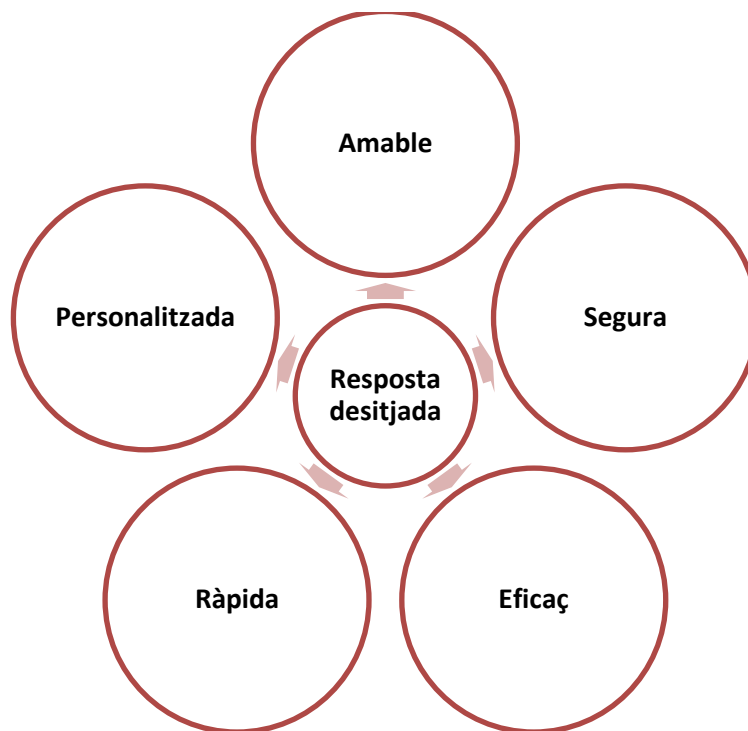 Amable
Personalitzada
Segura
Resposta
desitjada
Ràpida
Eficaç